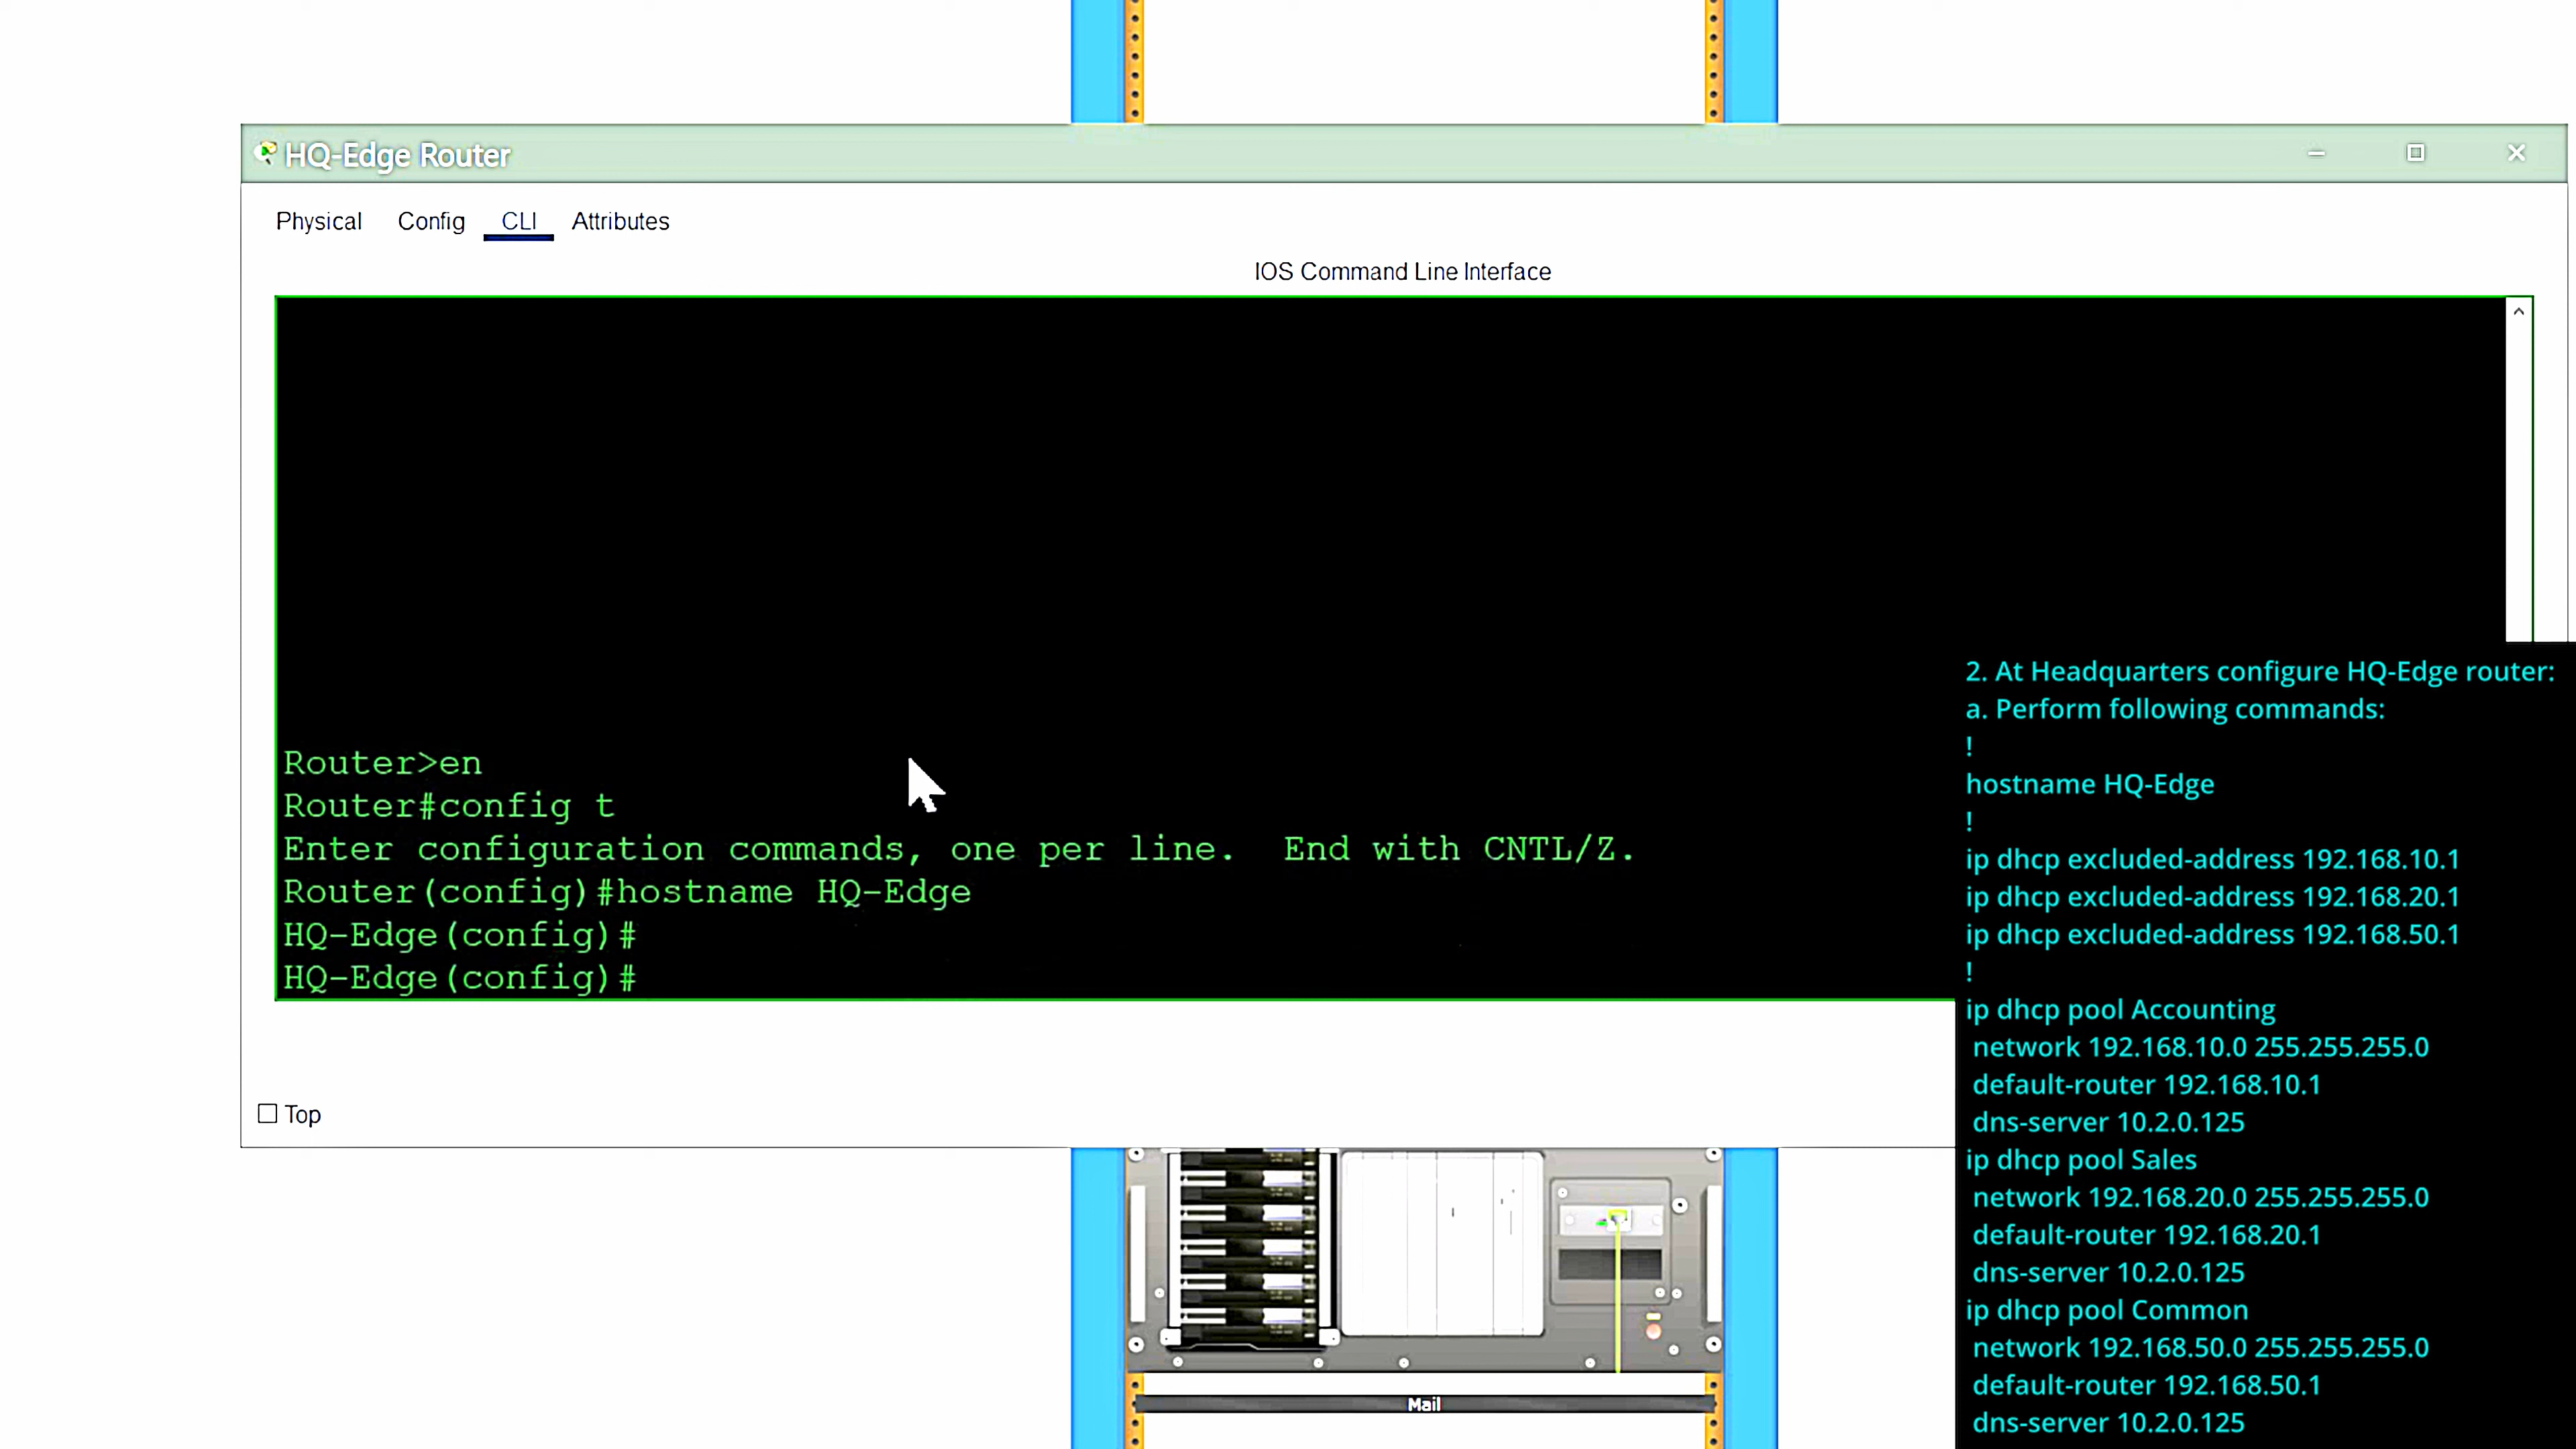 HQ-Edge Router
Physical Config CLI Attributes
IOS Command Line Interface
Router>en
Router#config t
Enter configuration commands, one per line.  End with CNTL/Z.
Router(config)#hostname HQ-Edge
HQ-Edge(config)#
HQ-Edge(config)#
Top
Mail
2. At Headquarters configure HQ-Edge router:
a. Perform following commands:
!
hostname HQ-Edge
!
ip dhcp excluded-address 192.168.10.1
ip dhcp excluded-address 192.168.20.1
ip dhcp excluded-address 192.168.50.1
!
ip dhcp pool Accounting
network 192.168.10.0 255.255.255.0
default-router 192.168.10.1
dns-server 10.2.0.125
ip dhcp pool Sales
network 192.168.20.0 255.255.255.0
default-router 192.168.20.1
dns-server 10.2.0.125
ip dhcp pool Common
network 192.168.50.0 255.255.255.0
default-router 192.168.50.1
dns-server 10.2.0.125